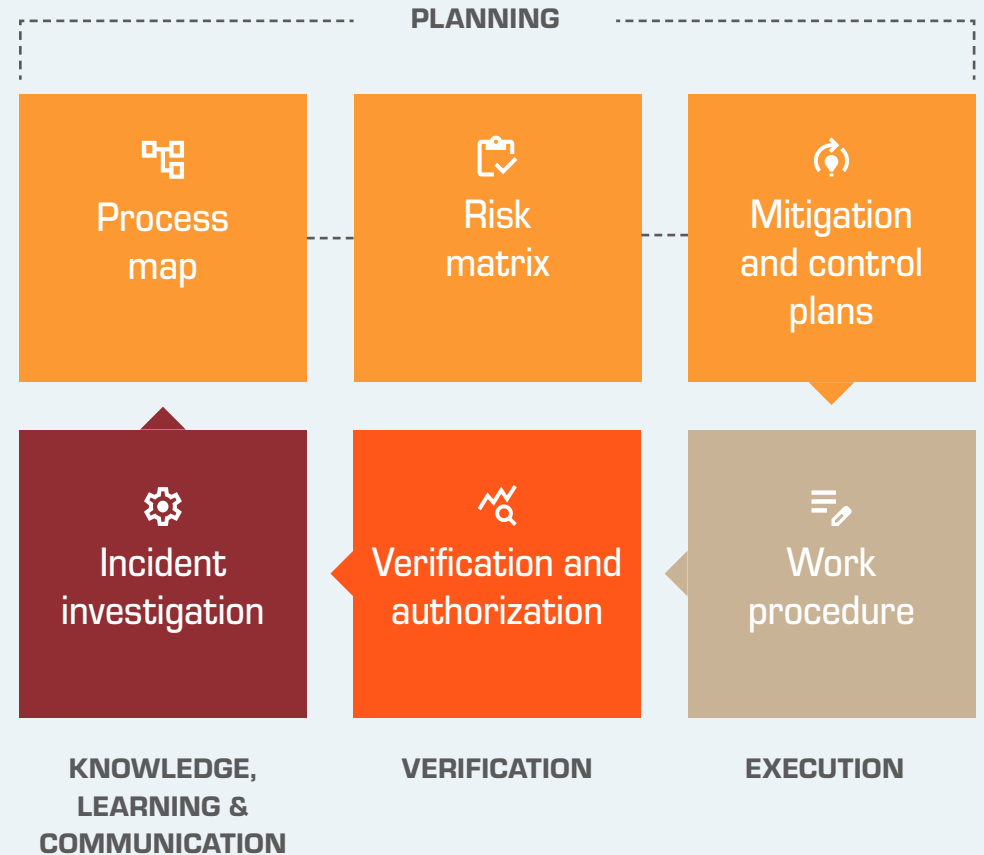 PLANNING
Process
map
Risk
matrix
Mitigation
and control
plans
Incident
investigation
Verification and
authorization
Work
procedure
KNOWLEDGE,
LEARNING &
COMMUNICATION
VERIFICATION
EXECUTION